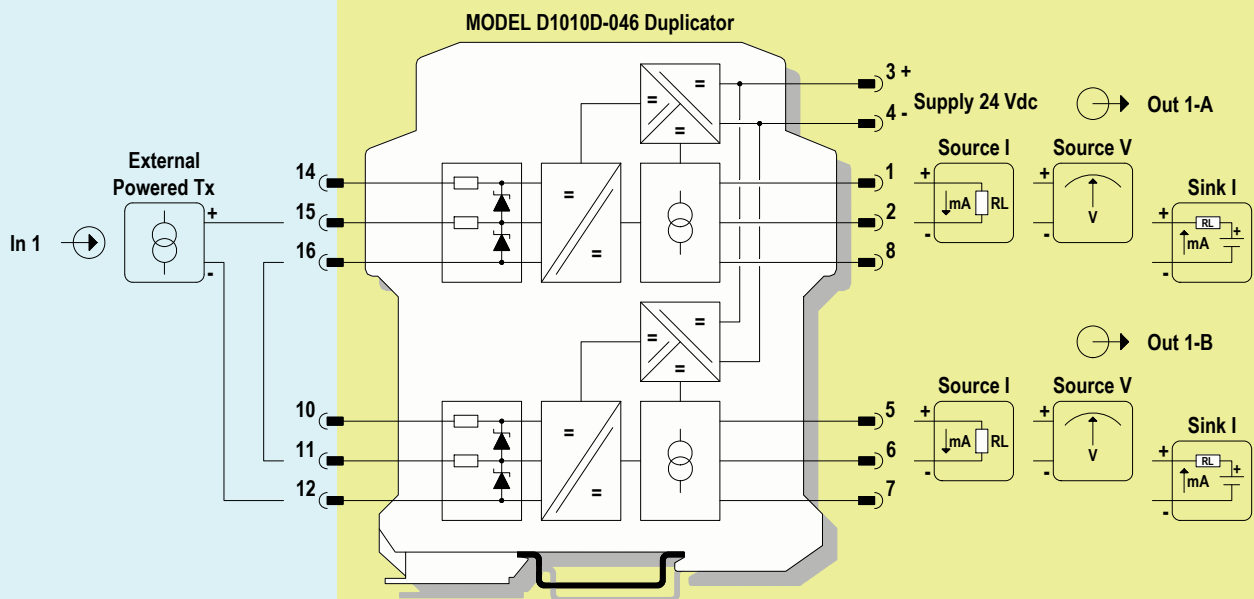 MODEL D1010D-046 Duplicator
3 +
4 -
Supply 24 Vdc
Out 1-A
External
Powered Tx
In 1
+
-
14
15
16
1
2
8
Source I
+
-
mA
RL
Source V
+
-
V
Sink I
+
-
RL
mA
+
=
=
=
=
=
=
=
=
Out 1-B
10
11
12
5
6
7
Source I
+
-
mA
RL
Source V
+
-
V
Sink I
+
-
RL
mA
+
=
=